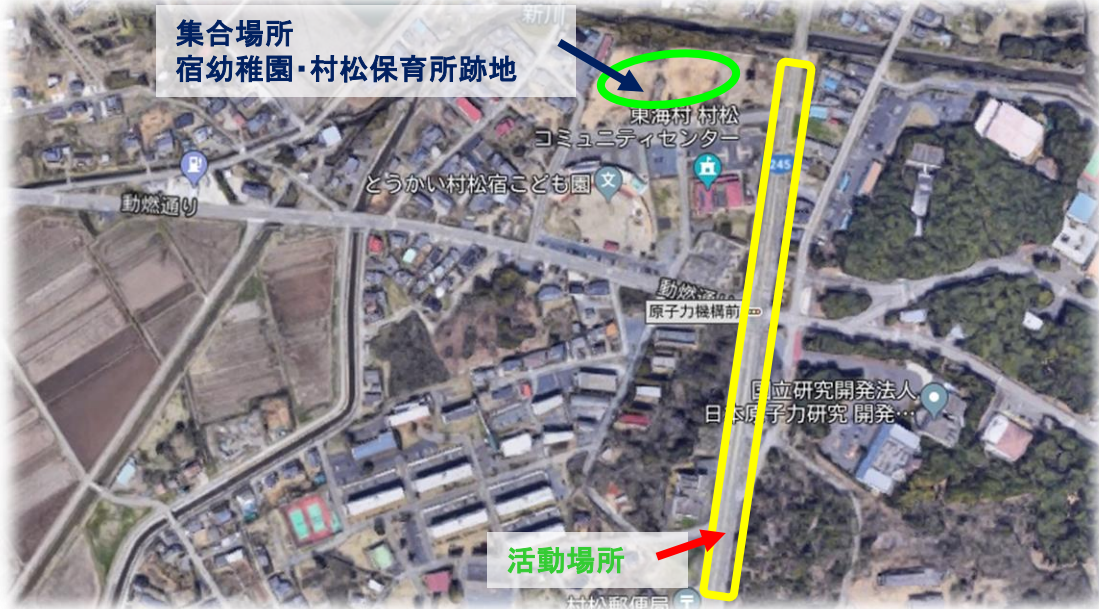 新川
集合場所
宿幼稚園･村松保育所跡地
東海村 村松
コミュニティセンター
245
とうかい村松宿こども園
文
動燃通り
動燃通り
原子力機構前
国立研究開発法人
日本原子力研究 開発…
活動場所
村松郵便局
〒